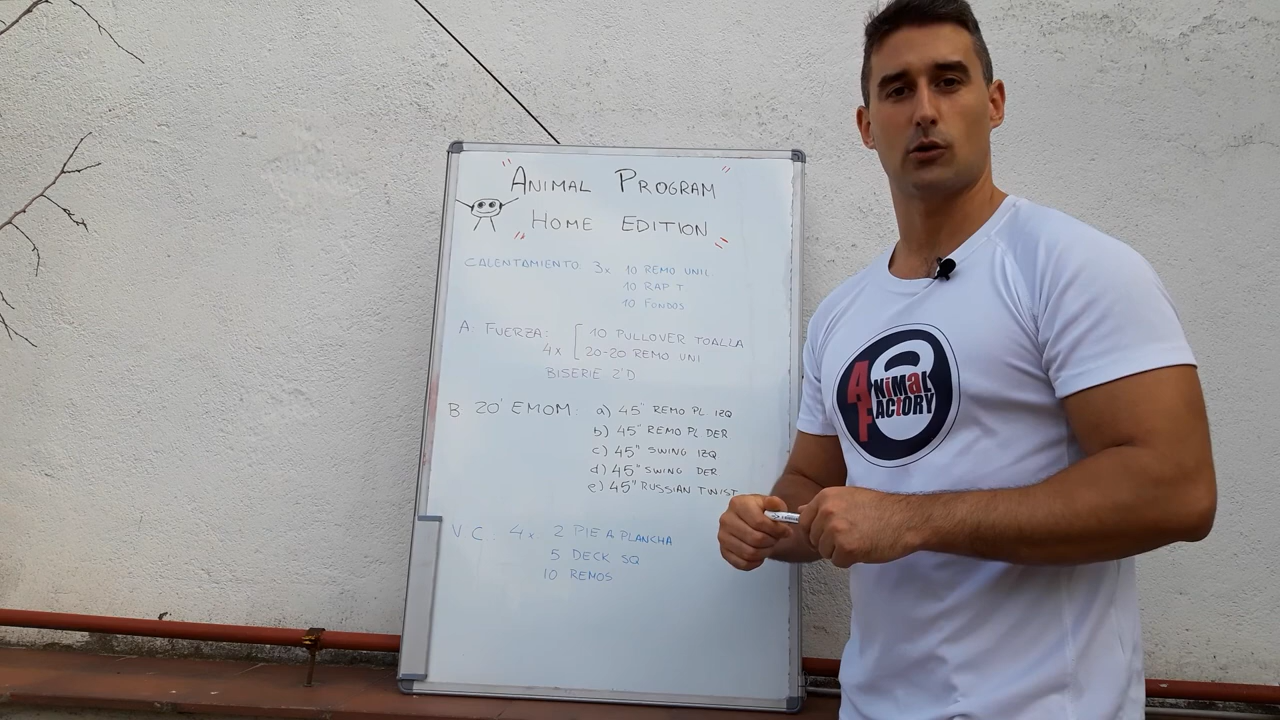 "ANIMAL PROGRAM"
"HOME EDITION"
CALENTAMIENTO: 3x 10 REMO UNIL.
10 RAP T
10 FONDOS
A. FUERZA: 10 PULLOVER TOALLA
4x 20-20 REMO UNI
BISERIE 2'D
B. 20' EMOM: a) 45" REMO PL IZQ
b) 45" REMO PL DER
c) 45" SWING IZQ
d) 45" SWING DER
e) 45" RUSSIAN TWIST
V.C. 4x 2 PIE A PLANCHA
5 DECK SQ
10 REMOS
ANiMaL
FACtORY